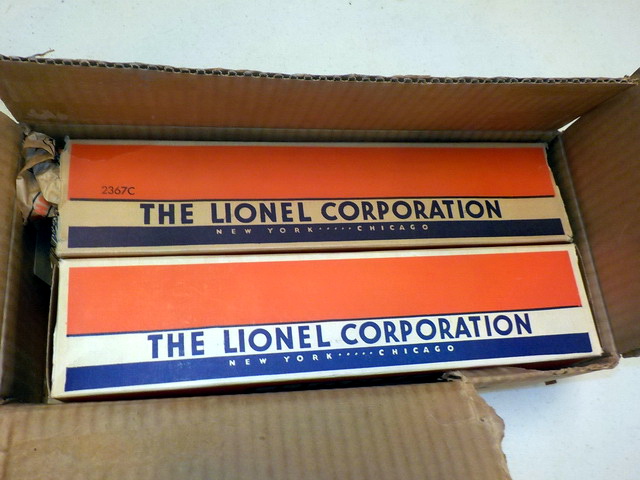 2367C
THE LIONEL CORPORATION
NEW YORK ····· CHICAGO
THE LIONEL CORPORATION
NEW YORK ····· CHICAGO